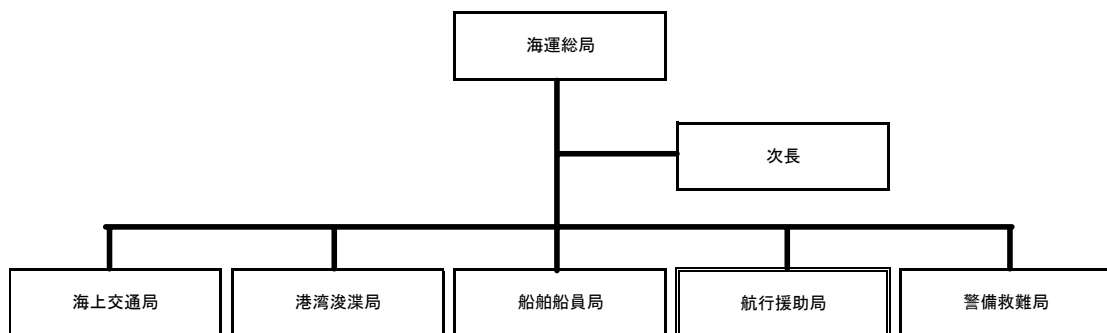 海運総局
次長
海上交通局
港湾浚渫局
船舶船員局
航行援助局
警備救難局